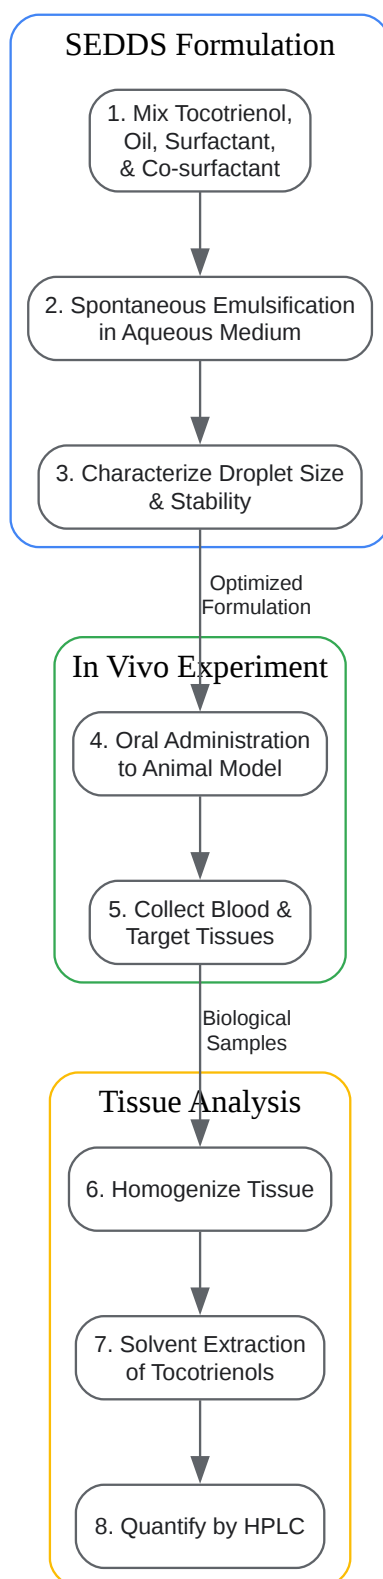 SEDDS Formulation
1. Mix Tocotrienol,
Oil, Surfactant,
& Co-surfactant
2. Spontaneous Emulsification
in Aqueous Medium
3. Characterize Droplet Size
& Stability
Optimized
Formulation
In Vivo Experiment
4. Oral Administration
to Animal Model
5. Collect Blood &
Target Tissues
Biological
Samples
Tissue Analysis
6. Homogenize Tissue
7. Solvent Extraction
of Tocotrienols
8. Quantify by HPLC